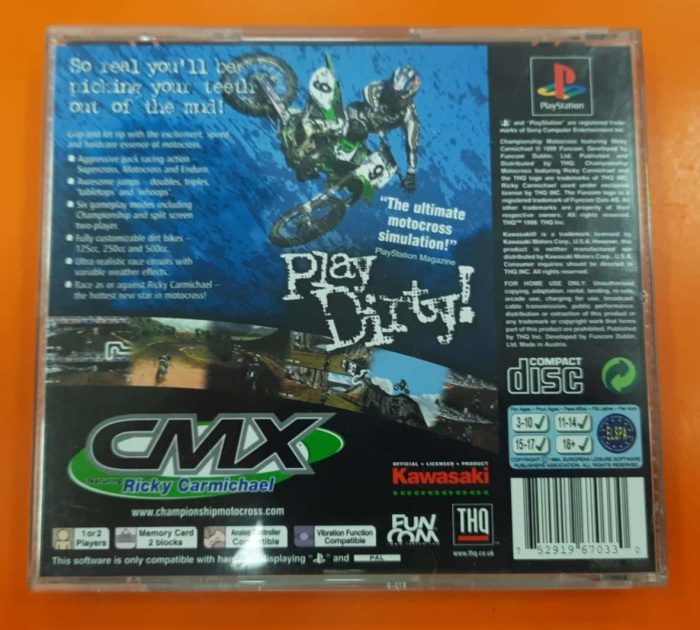 So real you'll be
picking your teeth
out of the mud!
Gap and let rip with the excitement, speed
and hardcore essence of motocross.
Aggressive pack racing action -
Supercross, Motocross and Enduro.
Awesome jumps - doubles, triples,
'tabletops' and 'whoops'.
Six gameplay modes including
Championship and split screen
two-player.
Fully customizable dirt bikes -
125cc, 250cc and 500cc.
Ultra-realistic race circuits with
variable weather effects.
Race as or against Ricky Carmichael -
the hottest new star in motocross!
6
9
"The ultimate
motocross
simulation!"
PlayStation Magazine
Play
Dirty!
PlayStation
and "PlayStation" are registered trade-
marks of Sony Computer Entertainment Inc.
Championship Motocross featuring Ricky
Carmichael © 1999 Funcom. Developed by
Funcom Dublin, Ltd. Published and
Distributed by THQ. Championship
Motocross featuring Ricky Carmichael and
the THQ logo are trademarks of THQ INC.
Ricky Carmichael used under exclusive
license by THQ INC. The Funcom logo is a
registered trademark of Funcom Oslo AS. All
other trademarks are property of their
respective owners. All rights reserved.
THQ™ 1999. THQ Inc.
Kawasaki® is a trademark licensed by
Kawasaki Motors Corp., U.S.A. However, this
product is neither manufactured nor
distributed by Kawasaki Motors Corp., U.S.A.
Consumer inquiries should be directed to
THQ INC. All rights reserved.
FOR HOME USE ONLY: Unauthorised
copying, adaptation, rental, lending, re-sale,
arcade use, charging for use, broadcast,
cable transmission, public performance,
distribution or extraction of this product or
any trademark or copyright work that forms
part of this product are prohibited. Published
by THQ Inc. Developed by Funcom Dublin,
Ltd. Made in Austria.
COMPACT
disc
3-10 11-14
15-17 18+
ELSPA
COPYRIGHT © 1994, EUROPEAN LEISURE SOFTWARE
PUBLISHERS ASSOCIATION. ALL RIGHTS RESERVED
CMX
featuring
Ricky Carmichael
www.championshipmotocross.com
OFFICIAL • LICENSED • PRODUCT
Kawasaki
FUN
COM
THQ
www.thq.co.uk
7 52919 67033 0
1 or 2
Players
Memory Card
2 blocks
Analog Controller
Compatible
Vibration Function
Compatible
This software is only compatible with hardware displaying " " and PAL